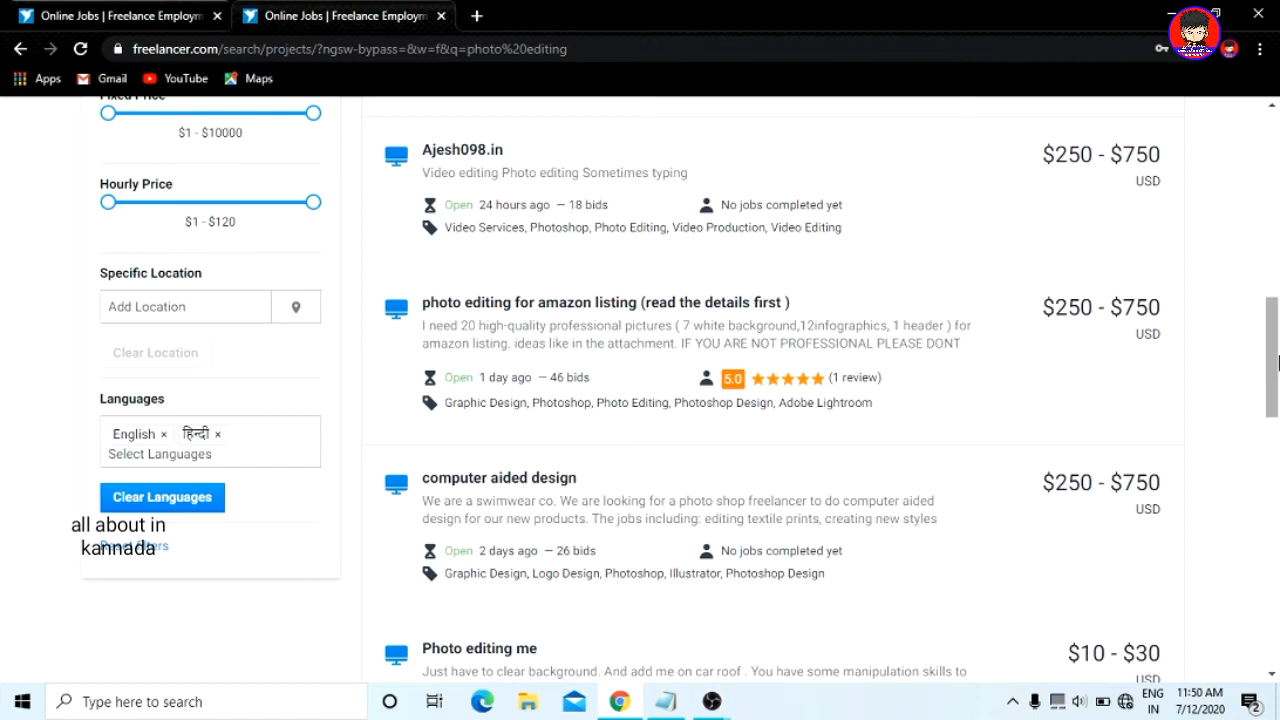 Online Jobs | Freelance Employm
Online Jobs | Freelance Employm
freelancer.com/search/projects/?ngsw-bypass=&w=f&q=photo%20editing
Apps
Gmail
YouTube
Maps
Fixed Price
$1 - $10000
Hourly Price
$1 - $120
Specific Location
Add Location
Clear Location
Languages
English ×
हिन्दी ×
Select Languages
Clear Languages
Reset filters
all about in
kannada
Ajesh098.in
$250 - $750
USD
Video editing Photo editing Sometimes typing
Open 24 hours ago – 18 bids
No jobs completed yet
Video Services, Photoshop, Photo Editing, Video Production, Video Editing
photo editing for amazon listing (read the details first )
$250 - $750
USD
I need 20 high-quality professional pictures ( 7 white background,12infographics, 1 header ) for
amazon listing. ideas like in the attachment. IF YOU ARE NOT PROFESSIONAL PLEASE DONT
Open 1 day ago – 46 bids
5.0 (1 review)
Graphic Design, Photoshop, Photo Editing, Photoshop Design, Adobe Lightroom
computer aided design
$250 - $750
USD
We are a swimwear co. We are looking for a photo shop freelancer to do computer aided
design for our new products. The jobs including: editing textile prints, creating new styles
Open 2 days ago – 26 bids
No jobs completed yet
Graphic Design, Logo Design, Photoshop, Illustrator, Photoshop Design
Photo editing me
$10 - $30
USD
Just have to clear background. And add me on car roof . You have some manipulation skills to
Type here to search
ENG
IN
11:50 AM
7/12/2020
2